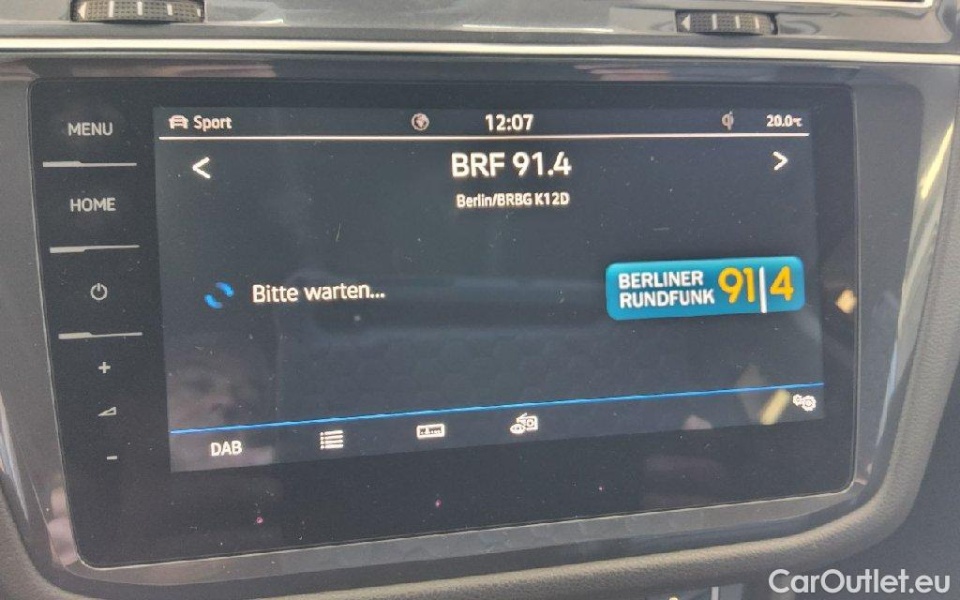 MENU
HOME
Sport
12:07
20.0°C
BRF 91.4
Berlin/BRBG K12D
Bitte warten...
BERLINER
RUNDFUNK
91|4
DAB
CarOutlet.eu